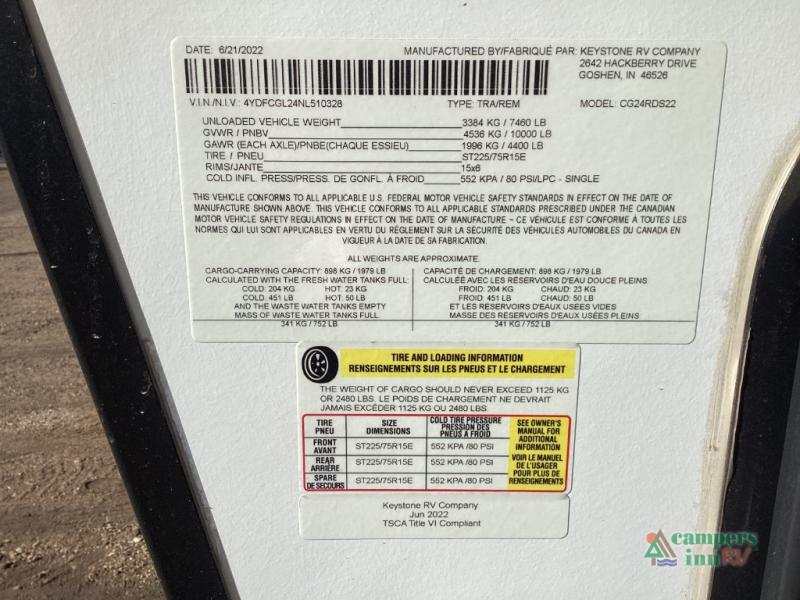 DATE: 6/21/2022 MANUFACTURED BY/FABRIQUÉ PAR: KEYSTONE RV COMPANY
2642 HACKBERRY DRIVE
GOSHEN, IN 46526
V.I.N./N.I.V.: 4YDFCGL24NL510328 TYPE: TRA/REM MODEL: CG24RDS22
UNLOADED VEHICLE WEIGHT 3384 KG / 7460 LB
GVWR / PNBV 4536 KG / 10000 LB
GAWR (EACH AXLE)/PNBE(CHAQUE ESSIEU) 1996 KG / 4400 LB
TIRE / PNEU ST225/75R15E
RIMS/JANTE 15x6
COLD INFL. PRESS/PRESS. DE GONFL. À FROID 552 KPA / 80 PSI/LPC - SINGLE
THIS VEHICLE CONFORMS TO ALL APPLICABLE U.S. FEDERAL MOTOR VEHICLE SAFETY STANDARDS IN EFFECT ON THE DATE OF
MANUFACTURE SHOWN ABOVE. THIS VEHICLE CONFORMS TO ALL APPLICABLE STANDARDS PRESCRIBED UNDER THE CANADIAN
MOTOR VEHICLE SAFETY REGULATIONS IN EFFECT ON THE DATE OF MANUFACTURE ~ CE VÉHICULE EST CONFORME À TOUTES LES
NORMES QUI LUI SONT APPLICABLES EN VERTU DU RÉGLEMENT SUR LA SÉCURITÉ DES VÉHICULES AUTOMOBILES DU CANADA EN
VIGUEUR À LA DATE DE SA FABRICATION.
ALL WEIGHTS ARE APPROXIMATE.
CARGO-CARRYING CAPACITY: 898 KG / 1979 LB
CALCULATED WITH THE FRESH WATER TANKS FULL:
COLD: 204 KG HOT: 23 KG
COLD: 451 LB HOT: 50 LB
AND THE WASTE WATER TANKS EMPTY
MASS OF WASTE WATER TANKS FULL
341 KG / 752 LB
CAPACITÉ DE CHARGEMENT: 898 KG / 1979 LB
CALCULÉE AVEC LES RÉSERVOIRS D'EAU DOUCE PLEINS
FROID: 204 KG CHAUD: 23 KG
FROID: 451 LB CHAUD: 50 LB
ET LES RÉSERVOIRS D'EAUX USÉES VIDES
MASSE DES RÉSERVOIRS D'EAUX USÉES PLEINS
341 KG / 752 LB
TIRE AND LOADING INFORMATION
RENSEIGNEMENTS SUR LES PNEUS ET LE CHARGEMENT
THE WEIGHT OF CARGO SHOULD NEVER EXCEED 1125 KG
OR 2480 LBS. LE POIDS DE CHARGEMENT NE DEVRAIT
JAMAIS EXCÉDER 1125 KG OU 2480 LBS
TIRE
PNEU
SIZE
DIMENSIONS
COLD TIRE PRESSURE
PRESSION DES
PNEUS A FROID
FRONT
AVANT
ST225/75R15E 552 KPA /80 PSI
REAR
ARRIÈRE
ST225/75R15E 552 KPA /80 PSI
SPARE
DE SECOURS
ST225/75R15E 552 KPA /80 PSI
SEE OWNER'S
MANUAL FOR
ADDITIONAL
INFORMATION
VOIR LE MANUEL
DE L'USAGER
POUR PLUS DE
RENSEIGNEMENTS
Keystone RV Company
Jun 2022
TSCA Title VI Compliant
campers
inn RV